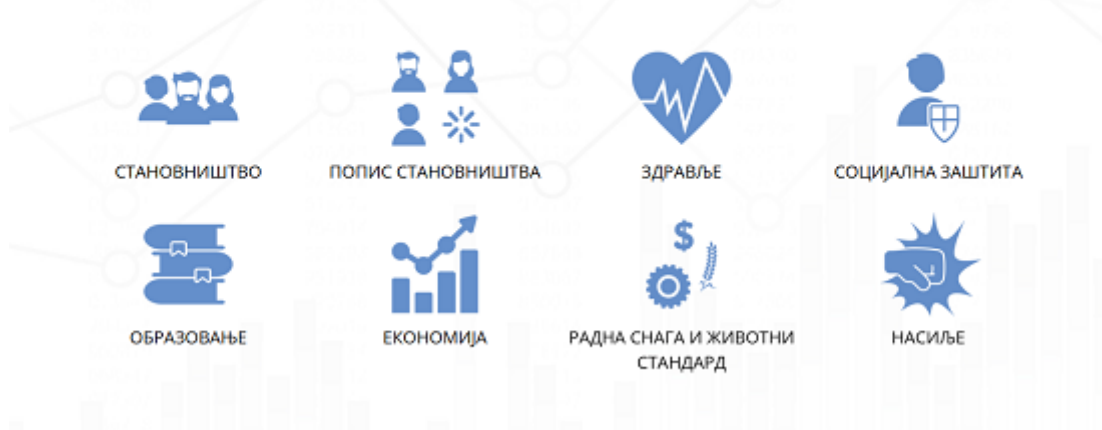 СТАНОВНИШТВО
ПОПИС СТАНОВНИШТВА
ЗДРАВЉЕ
СОЦИЈАЛНА ЗАШТИТА
ОБРАЗОВАЊЕ
ЕКОНОМИЈА
РАДНА СНАГА И ЖИВОТНИ
СТАНДАРД
НАСИЉЕ